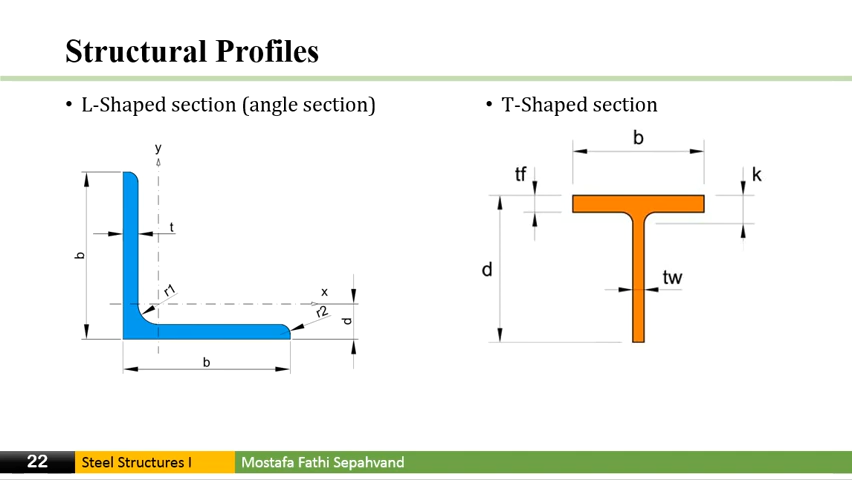 Structural Profiles
• L-Shaped section (angle section)
• T-Shaped section
y
b
t
r1
x
r2
d
b
b
tf
k
d
tw
22
Steel Structures I
Mostafa Fathi Sepahvand